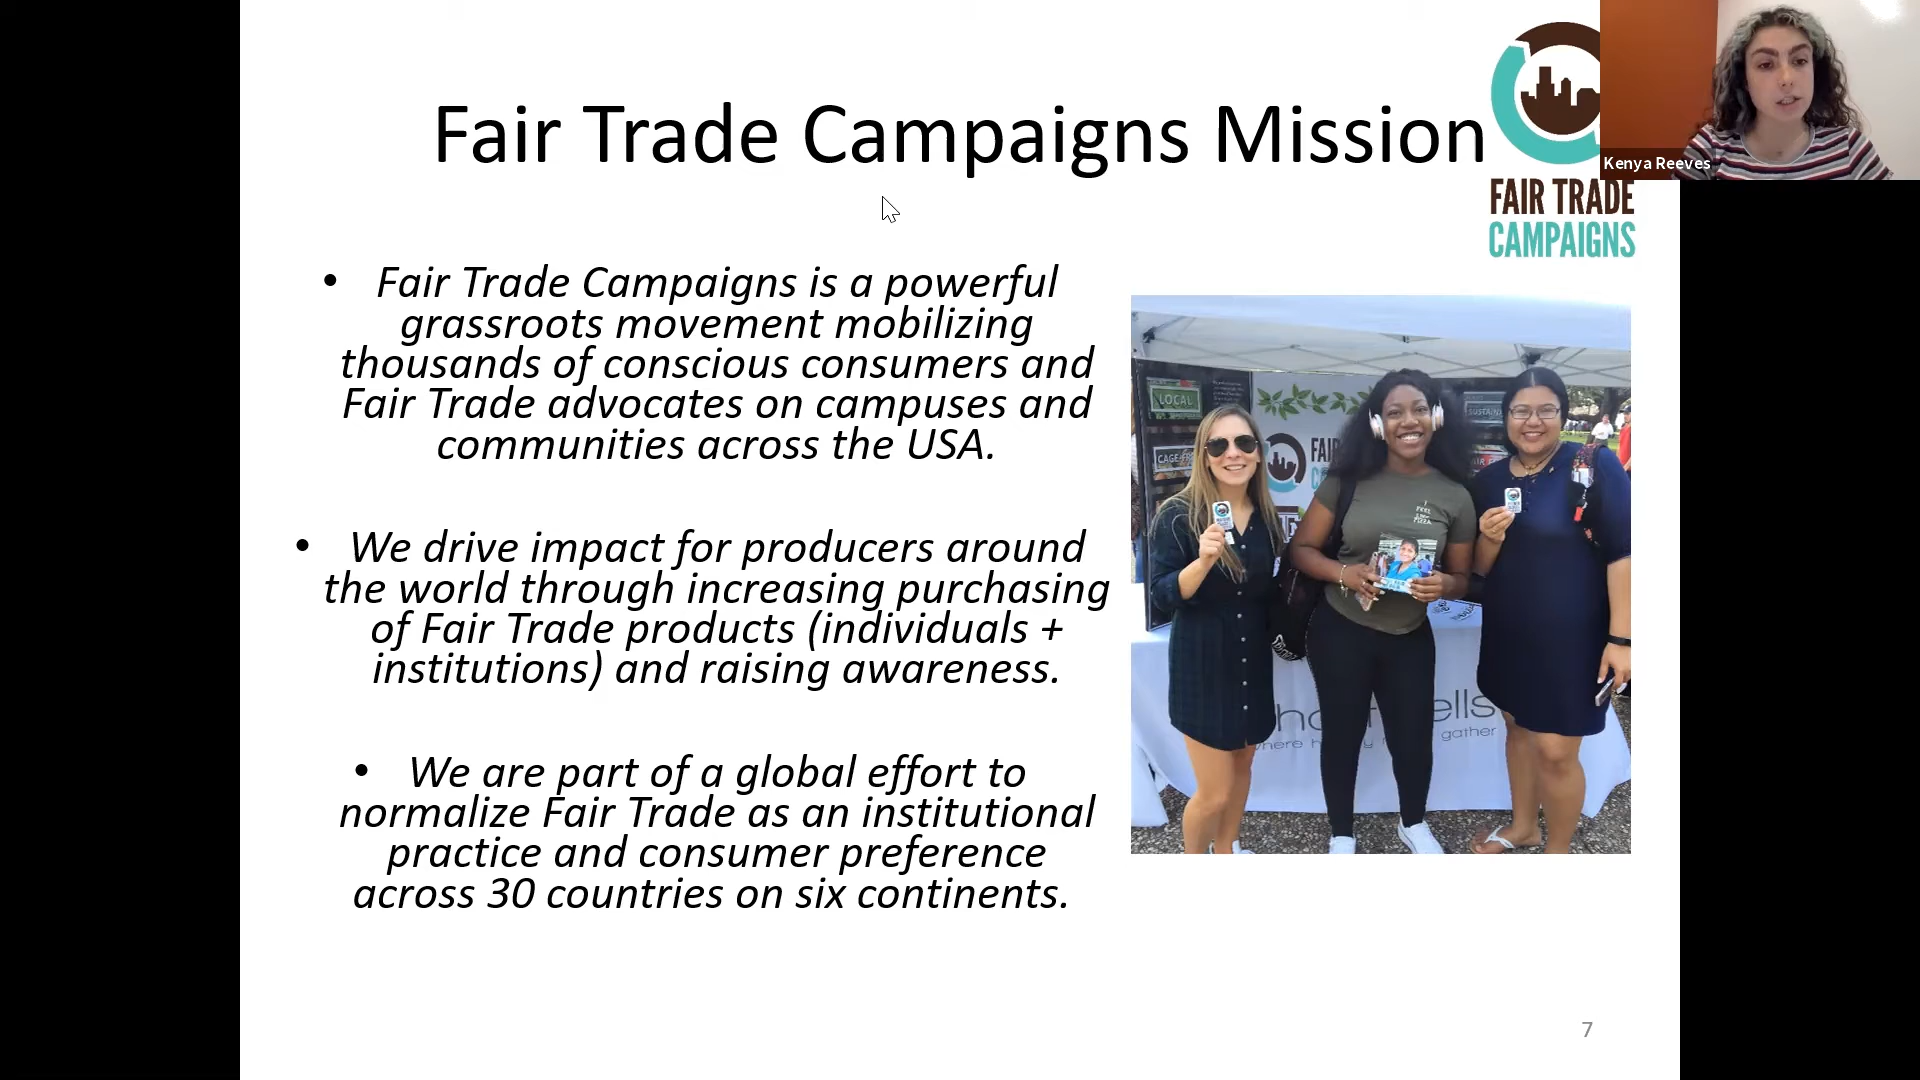 Fair Trade Campaigns Mission
Kenya Reeves
FAIR TRADE
CAMPAIGNS
• Fair Trade Campaigns is a powerful
grassroots movement mobilizing
thousands of conscious consumers and
Fair Trade advocates on campuses and
communities across the USA.
• We drive impact for producers around
the world through increasing purchasing
of Fair Trade products (individuals +
institutions) and raising awareness.
• We are part of a global effort to
normalize Fair Trade as an institutional
practice and consumer preference
across 30 countries on six continents.
LOCAL
FAIR
gather
7